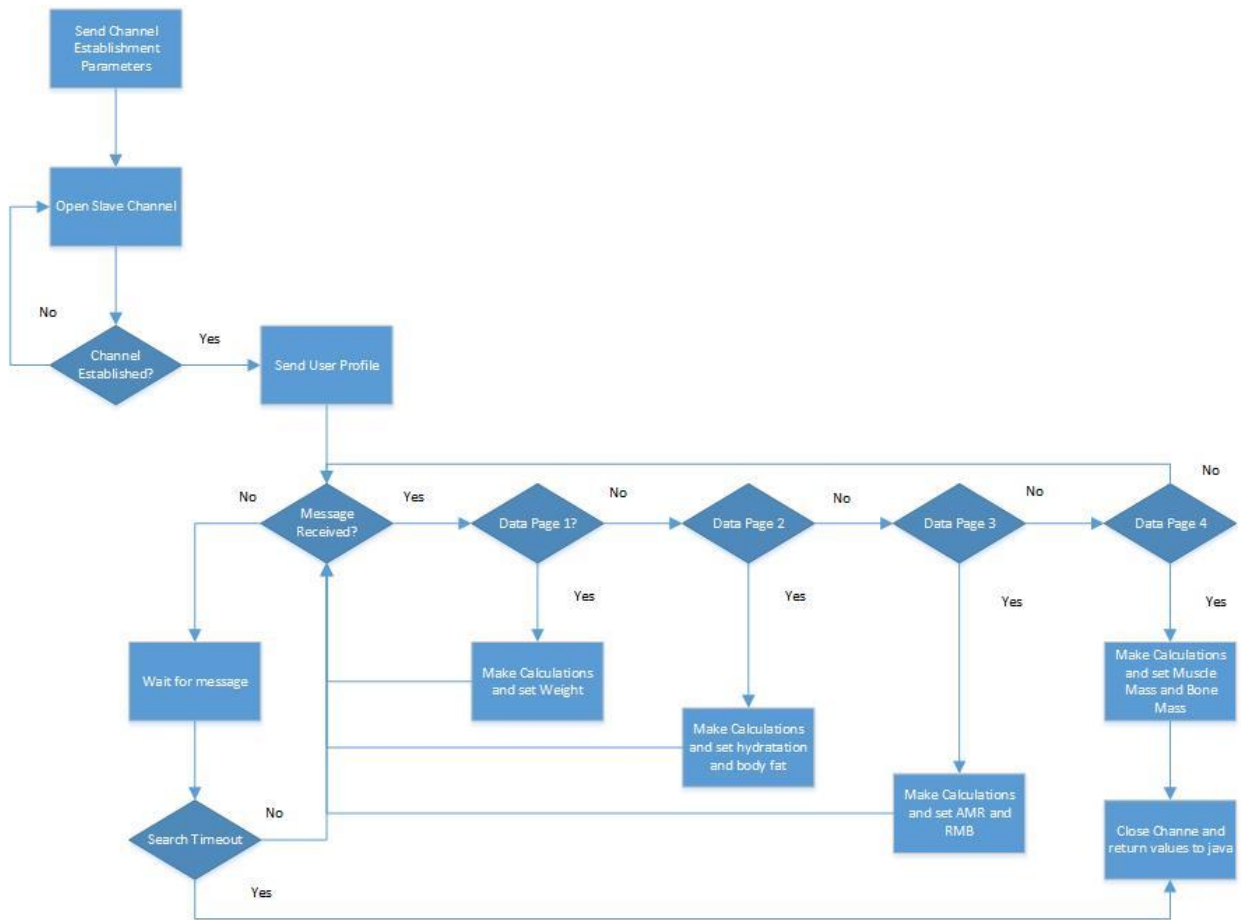 Send Channel
Establishment
Parameters
Open Slave Channel
No
Channel
Established?
Yes
Send User Profile
No
Message
Received?
Yes
Data Page 1?
No
Data Page 2
No
Data Page 3
No
Data Page 4
No
Yes
Yes
Yes
Yes
Wait for message
Make Calculations
and set Weight
Make Calculations
and set hydratation
and body fat
Make Calculations
and set AMR and
RMB
Make Calculations
and set Muscle
Mass and Bone
Mass
Search Timeout
No
Yes
Close Channe and
return values to java